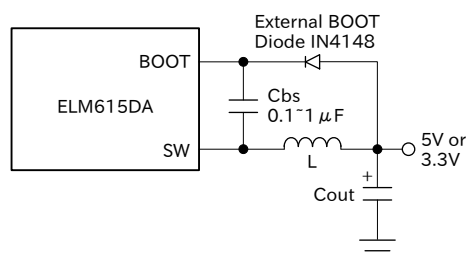 External BOOT
Diode IN4148
BOOT
ELM615DA
Cbs
0.1~1 μF
SW
L
5V or
3.3V
+
Cout